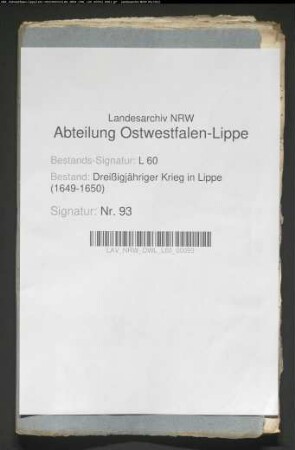 Landesarchiv NRW
Abteilung Ostwestfalen-Lippe
Bestands-Signatur: L 60
Bestand: Dreißigjähriger Krieg in Lippe
(1649-1650)
Signatur: Nr. 93